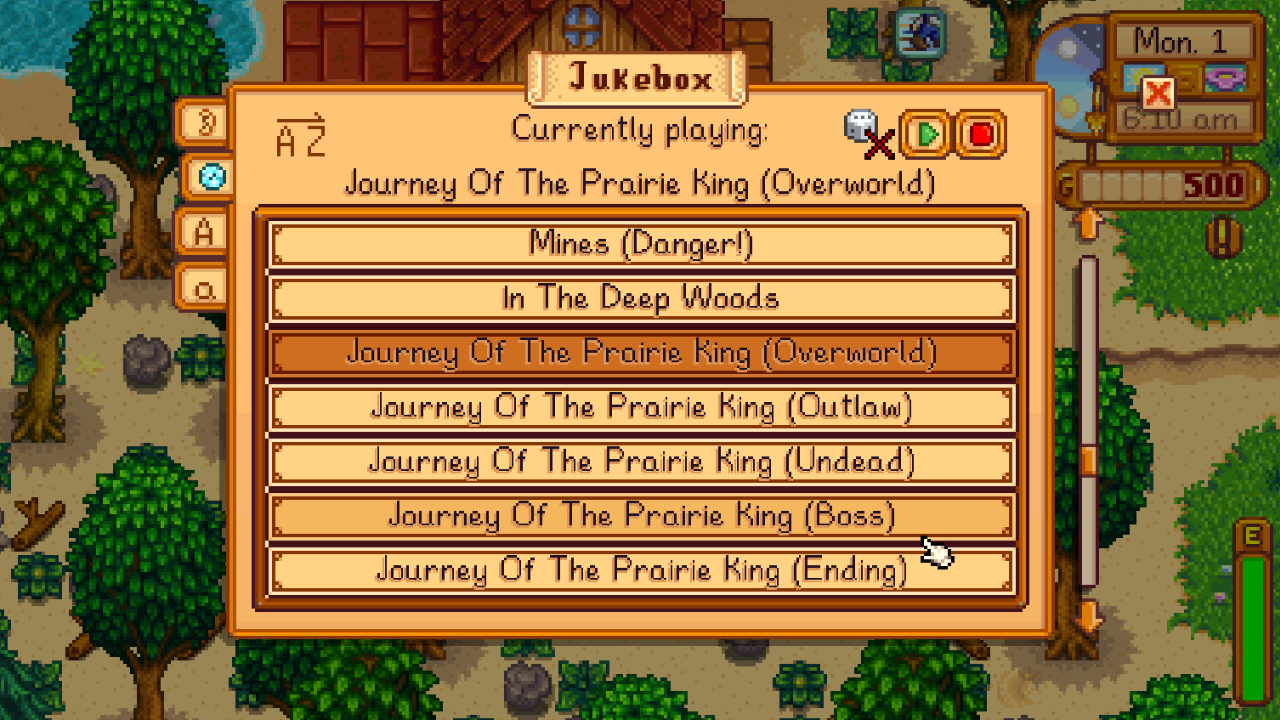 Jukebox
Mon. 1
6:10 am
G 500
A Z
Currently playing:
Journey Of The Prairie King (Overworld)
A
a
Mines (Danger!)
In The Deep Woods
Journey Of The Prairie King (Overworld)
Journey Of The Prairie King (Outlaw)
Journey Of The Prairie King (Undead)
Journey Of The Prairie King (Boss)
Journey Of The Prairie King (Ending)
!
E